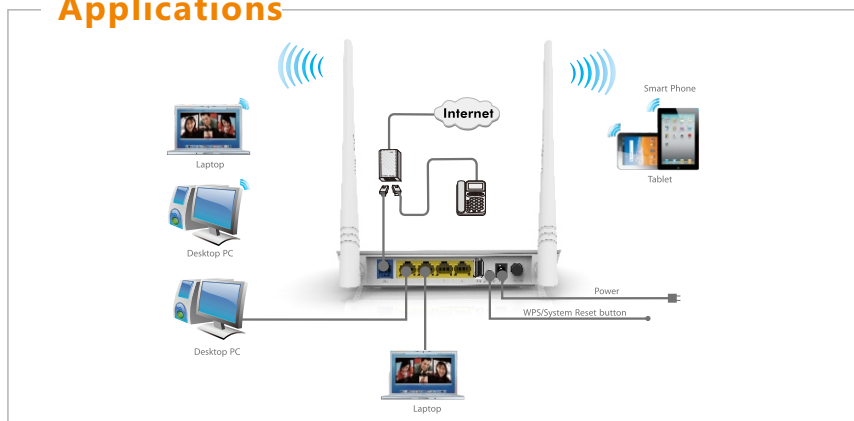 Applications
Internet
Smart Phone
Laptop
Tablet
Desktop PC
Power
WPS/System Reset button
Desktop PC
Laptop